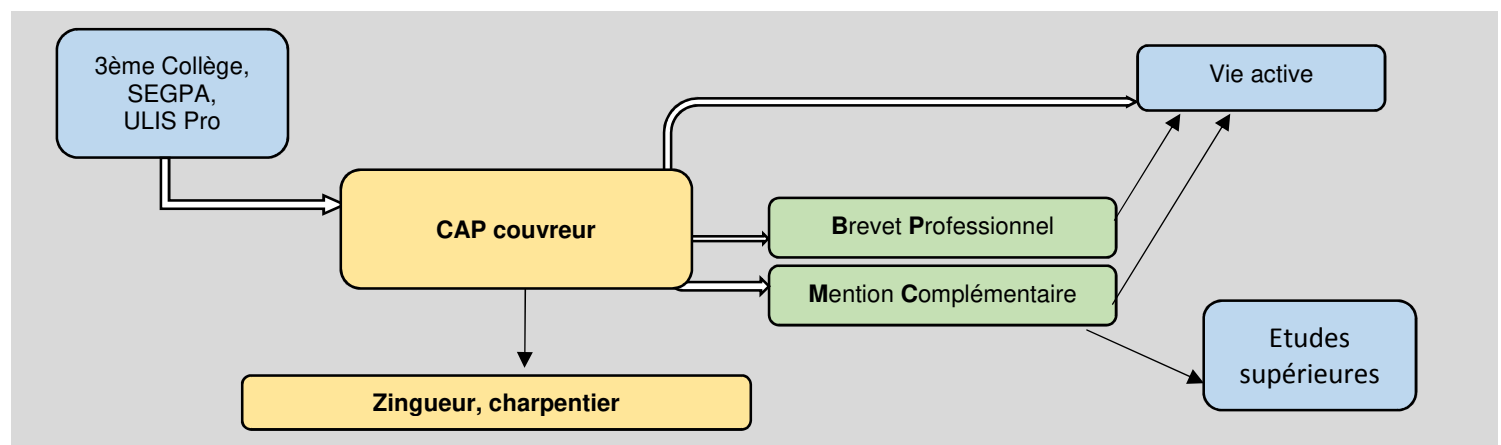 3ème Collège,
SEGPA,
ULIS Pro
Vie active
CAP couvreur
Brevet Professionnel
Mention Complémentaire
Etudes
supérieures
Zingueur, charpentier